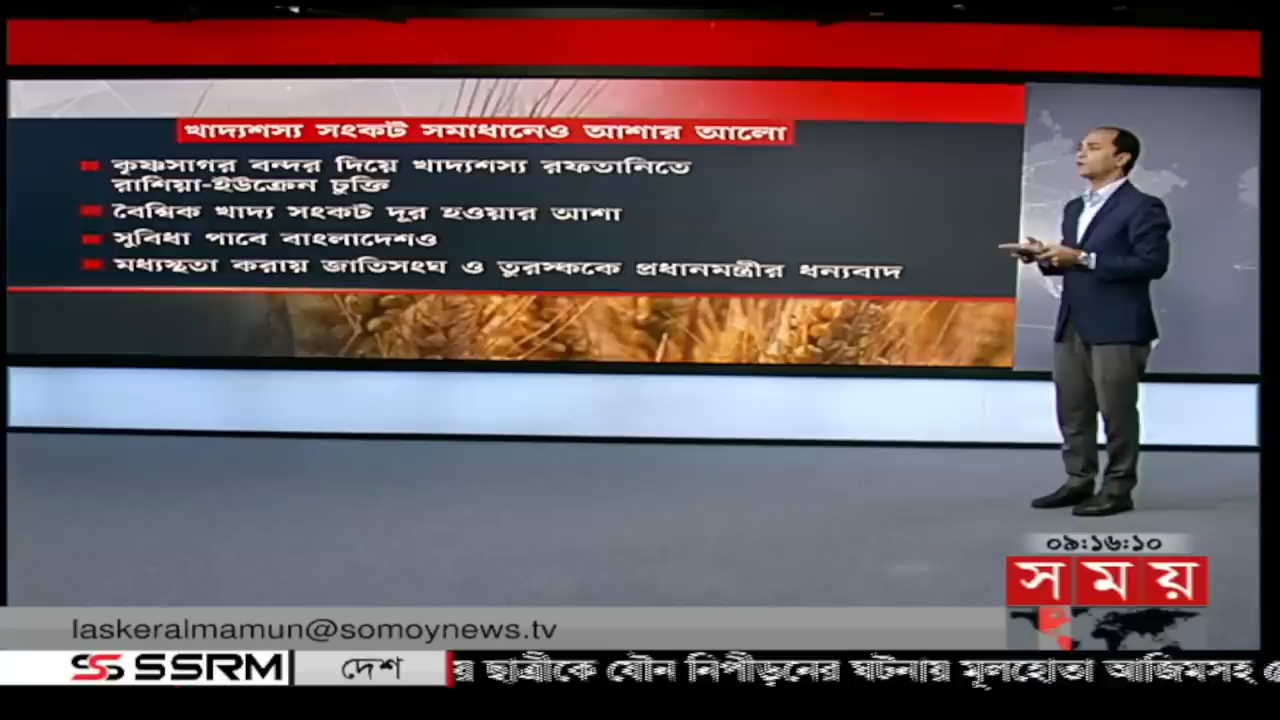 খাদ্যশস্য সংকট সমাধানেও আশার আলো
কৃষ্ণসাগর বন্দর দিয়ে খাদ্যশস্য রফতানিতে
রাশিয়া-ইউক্রেন চুক্তি
বৈশ্বিক খাদ্য সংকট দূর হওয়ার আশা
সুবিধা পাবে বাংলাদেশও
মধ্যস্থতা করায় জাতিসংঘ ও তুরস্ককে প্রধানমন্ত্রীর ধন্যবাদ
০৯:১৬:১০
সময়
laskeralmamun@somoynews.tv
SSRM দেশ ছাত্রীকে যৌন নিপীড়নের ঘটনার মূলহোতা আজিমসহ